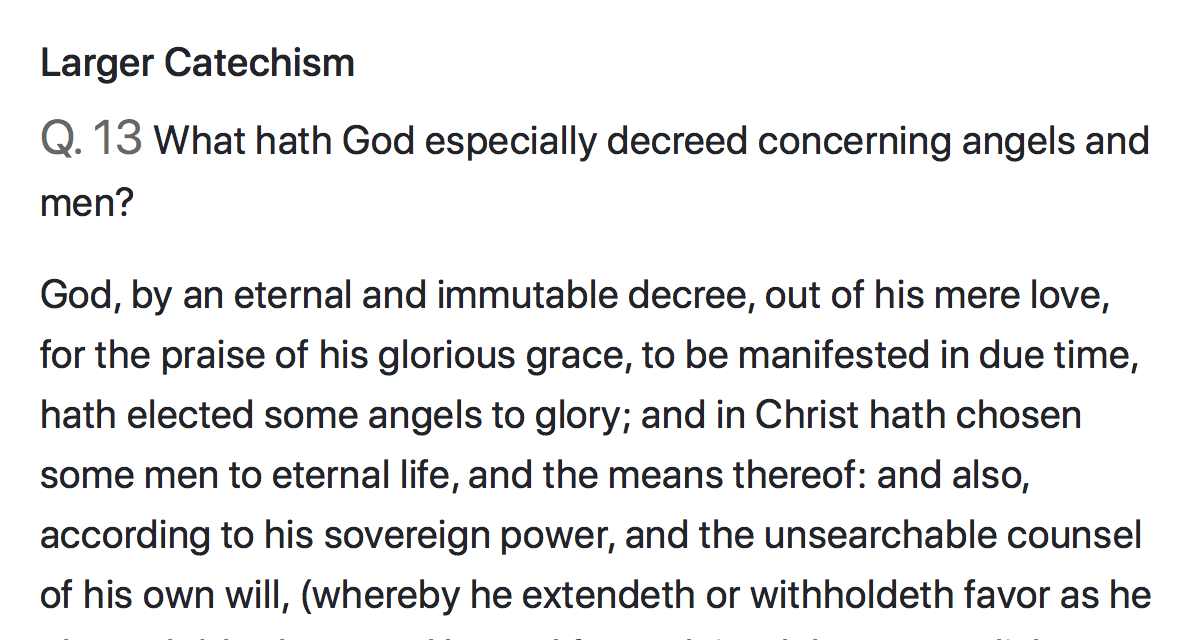 Larger Catechism
Q. 13 What hath God especially decreed concerning angels and
men?
God, by an eternal and immutable decree, out of his mere love,
for the praise of his glorious grace, to be manifested in due time,
hath elected some angels to glory; and in Christ hath chosen
some men to eternal life, and the means thereof: and also,
according to his sovereign power, and the unsearchable counsel
of his own will, (whereby he extendeth or withholdeth favor as he